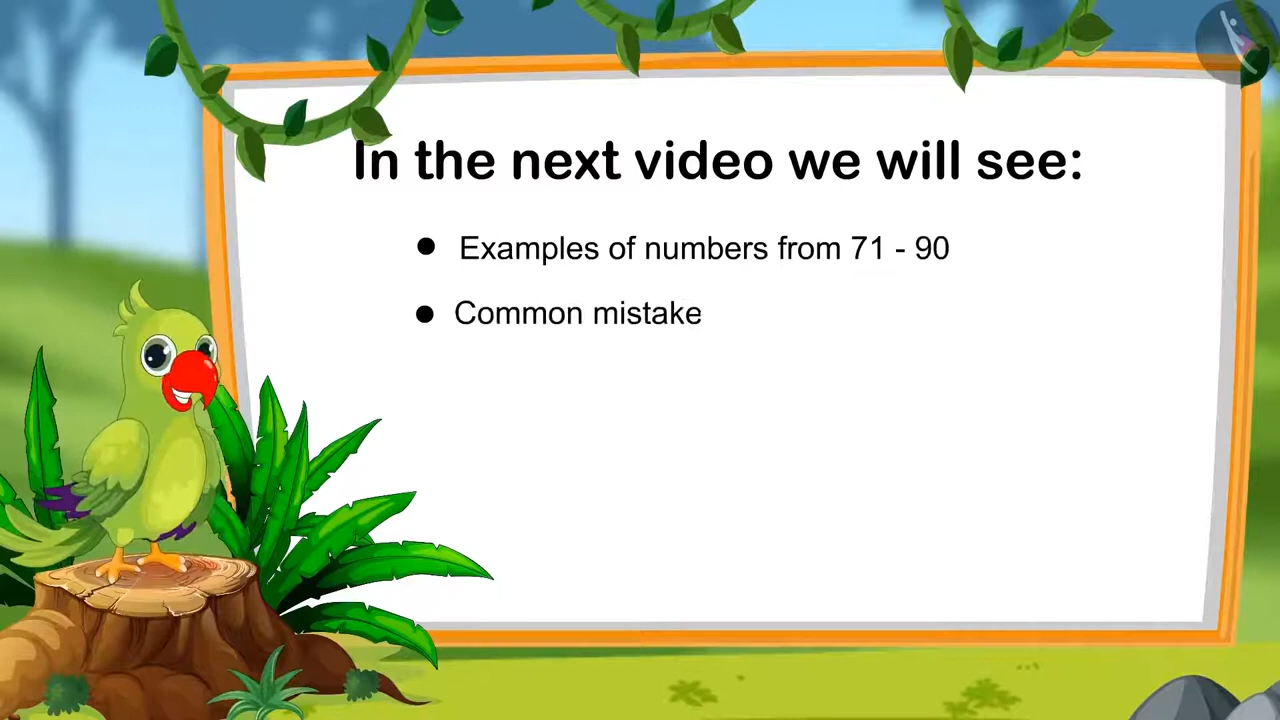 In the next video we will see:
● Examples of numbers from 71 - 90
● Common mistake